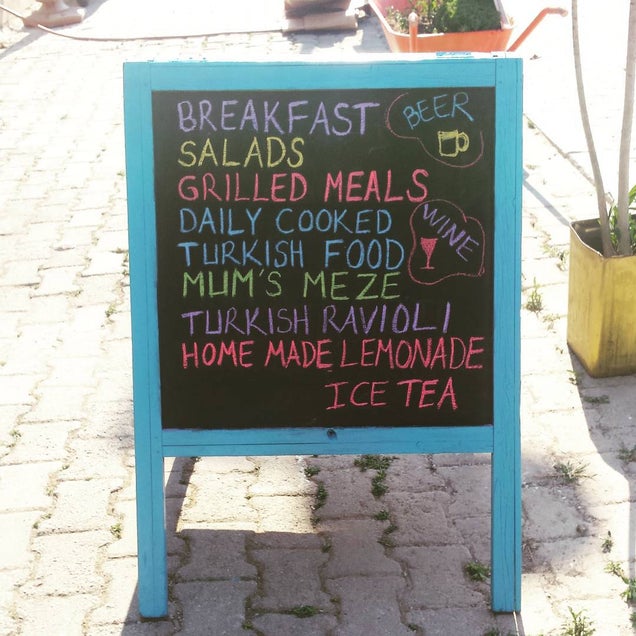 BREAKFAST
BEER
SALADS
GRILLED MEALS
DAILY COOKED
WINE
TURKISH FOOD
MUM'S MEZE
TURKISH RAVIOLI
HOME MADE LEMONADE
ICE TEA